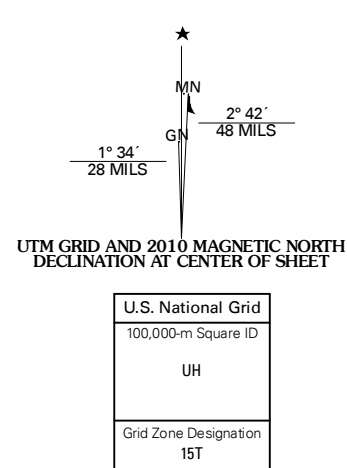 MN
2° 42´
48 MILS
GN
1° 34´
28 MILS
UTM GRID AND 2010 MAGNETIC NORTH
DECLINATION AT CENTER OF SHEET
U.S. National Grid
100,000-m Square ID
UH
Grid Zone Designation
15T